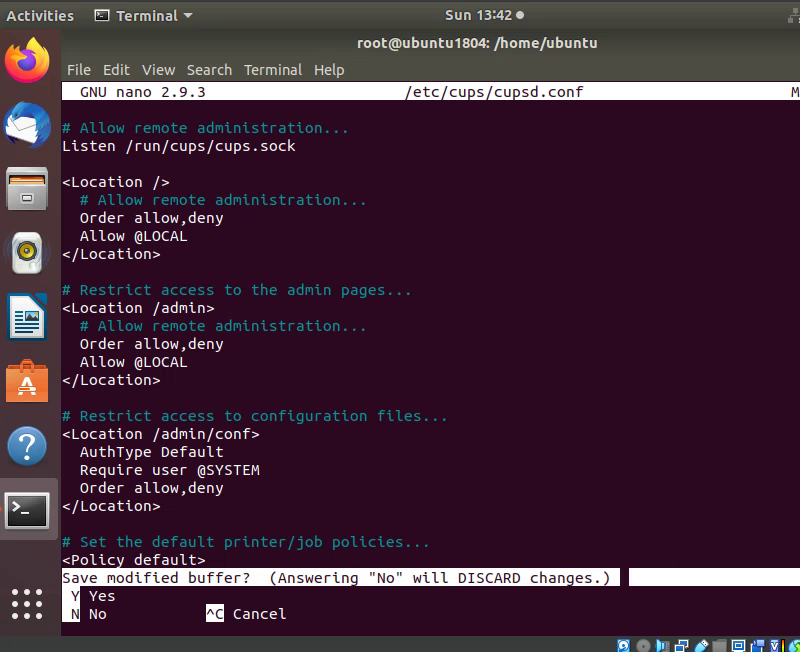 Activities Terminal Sun 13:42
root@ubuntu1804: /home/ubuntu
File Edit View Search Terminal Help
GNU nano 2.9.3 /etc/cups/cupsd.conf M
# Allow remote administration...
Listen /run/cups/cups.sock
<Location />
# Allow remote administration...
Order allow,deny
Allow @LOCAL
</Location>
# Restrict access to the admin pages...
<Location /admin>
# Allow remote administration...
Order allow,deny
Allow @LOCAL
</Location>
# Restrict access to configuration files...
<Location /admin/conf>
AuthType Default
Require user @SYSTEM
Order allow,deny
</Location>
# Set the default printer/job policies...
<Policy default>
Save modified buffer? (Answering "No" will DISCARD changes.)
Y Yes
N No ^C Cancel